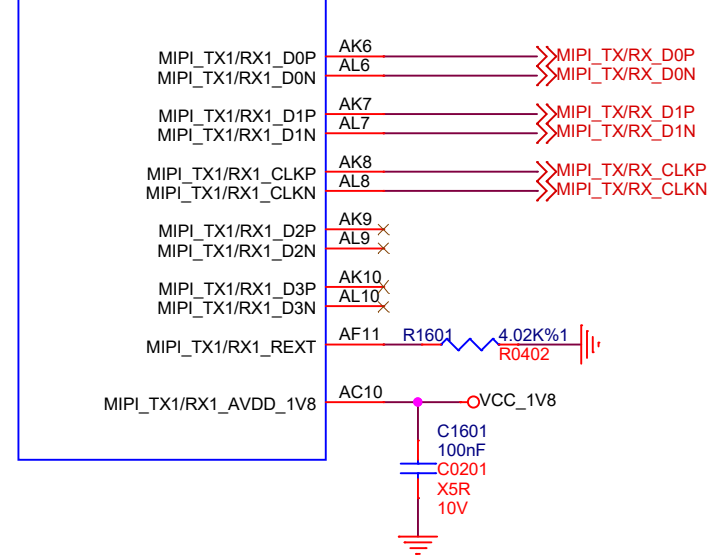 MIPI_TX1/RX1_D0P AK6 MIPI_TX/RX_D0P
MIPI_TX1/RX1_D0N AL6 MIPI_TX/RX_D0N
MIPI_TX1/RX1_D1P AK7 MIPI_TX/RX_D1P
MIPI_TX1/RX1_D1N AL7 MIPI_TX/RX_D1N
MIPI_TX1/RX1_CLKP AK8 MIPI_TX/RX_CLKP
MIPI_TX1/RX1_CLKN AL8 MIPI_TX/RX_CLKN
MIPI_TX1/RX1_D2P AK9
MIPI_TX1/RX1_D2N AL9
MIPI_TX1/RX1_D3P AK10
MIPI_TX1/RX1_D3N AL10
MIPI_TX1/RX1_REXT AF11 R1601 4.02K%1
R0402
MIPI_TX1/RX1_AVDD_1V8 AC10 VCC_1V8
C1601
100nF
C0201
X5R
10V